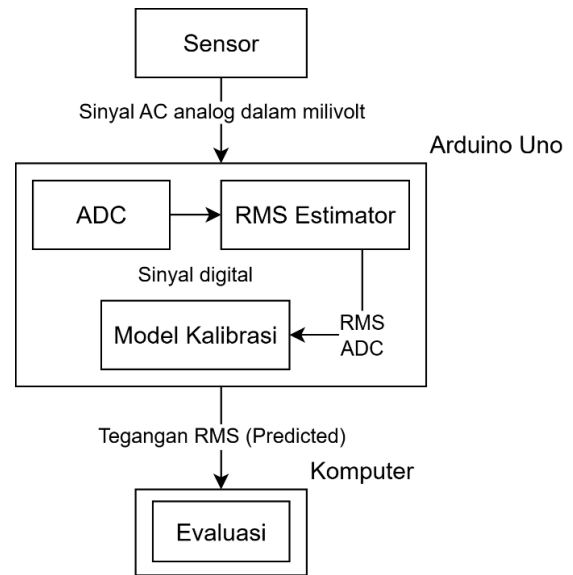 Sensor
Sinyal AC analog dalam milivolt
Arduino Uno
ADC
RMS Estimator
Sinyal digital
Model Kalibrasi
RMS
ADC
Tegangan RMS (Predicted)
Komputer
Evaluasi